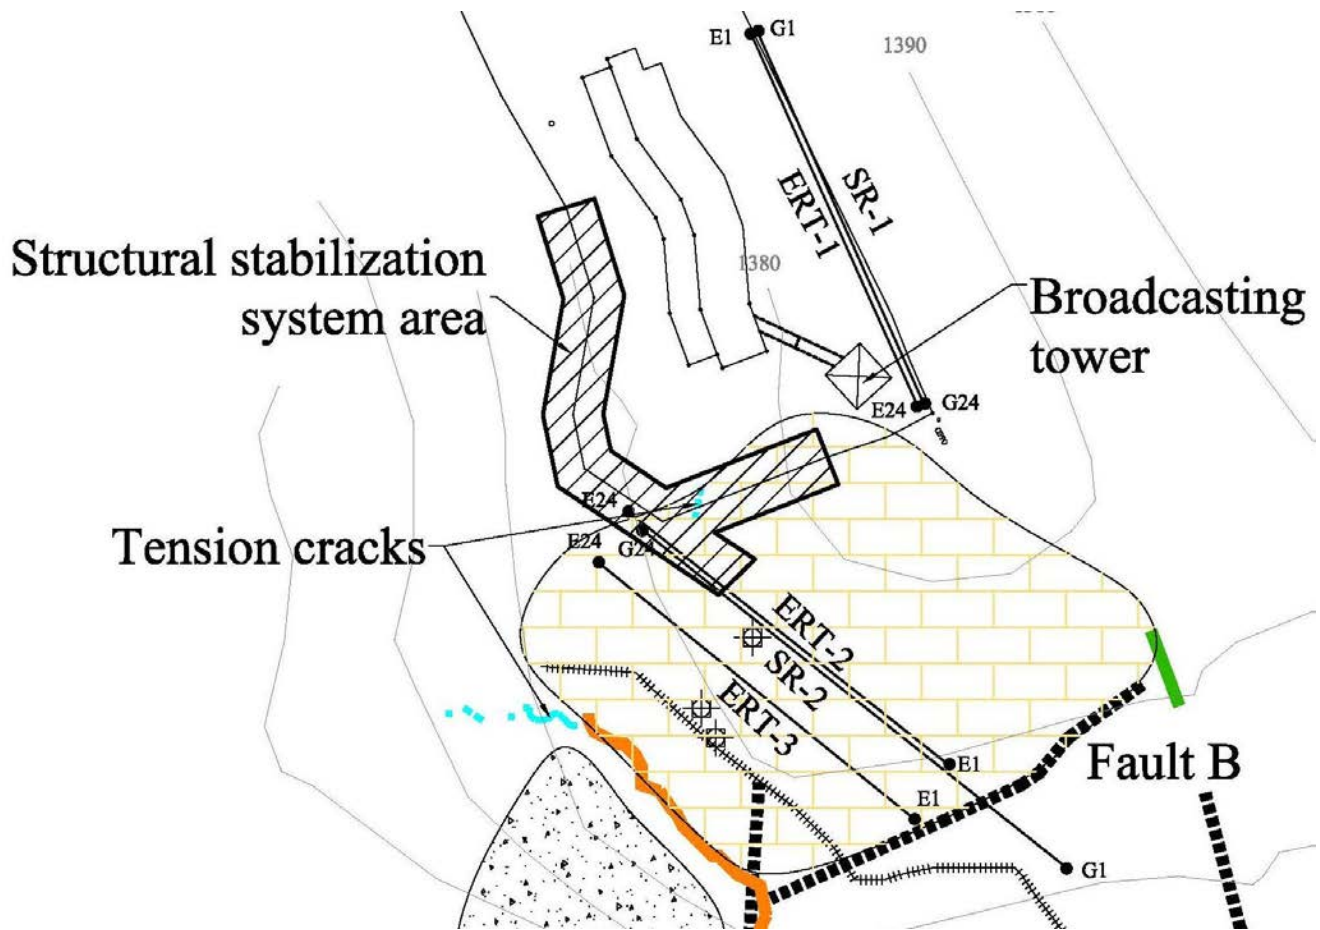 E1
G1
1390
SR-1
ERT-1
1380
Structural stabilization
system area
Broadcasting
tower
E24
G24
E24
Tension cracks
E24
G24
ERT-2
SR-2
ERT-3
Fault B
E1
E1
G1